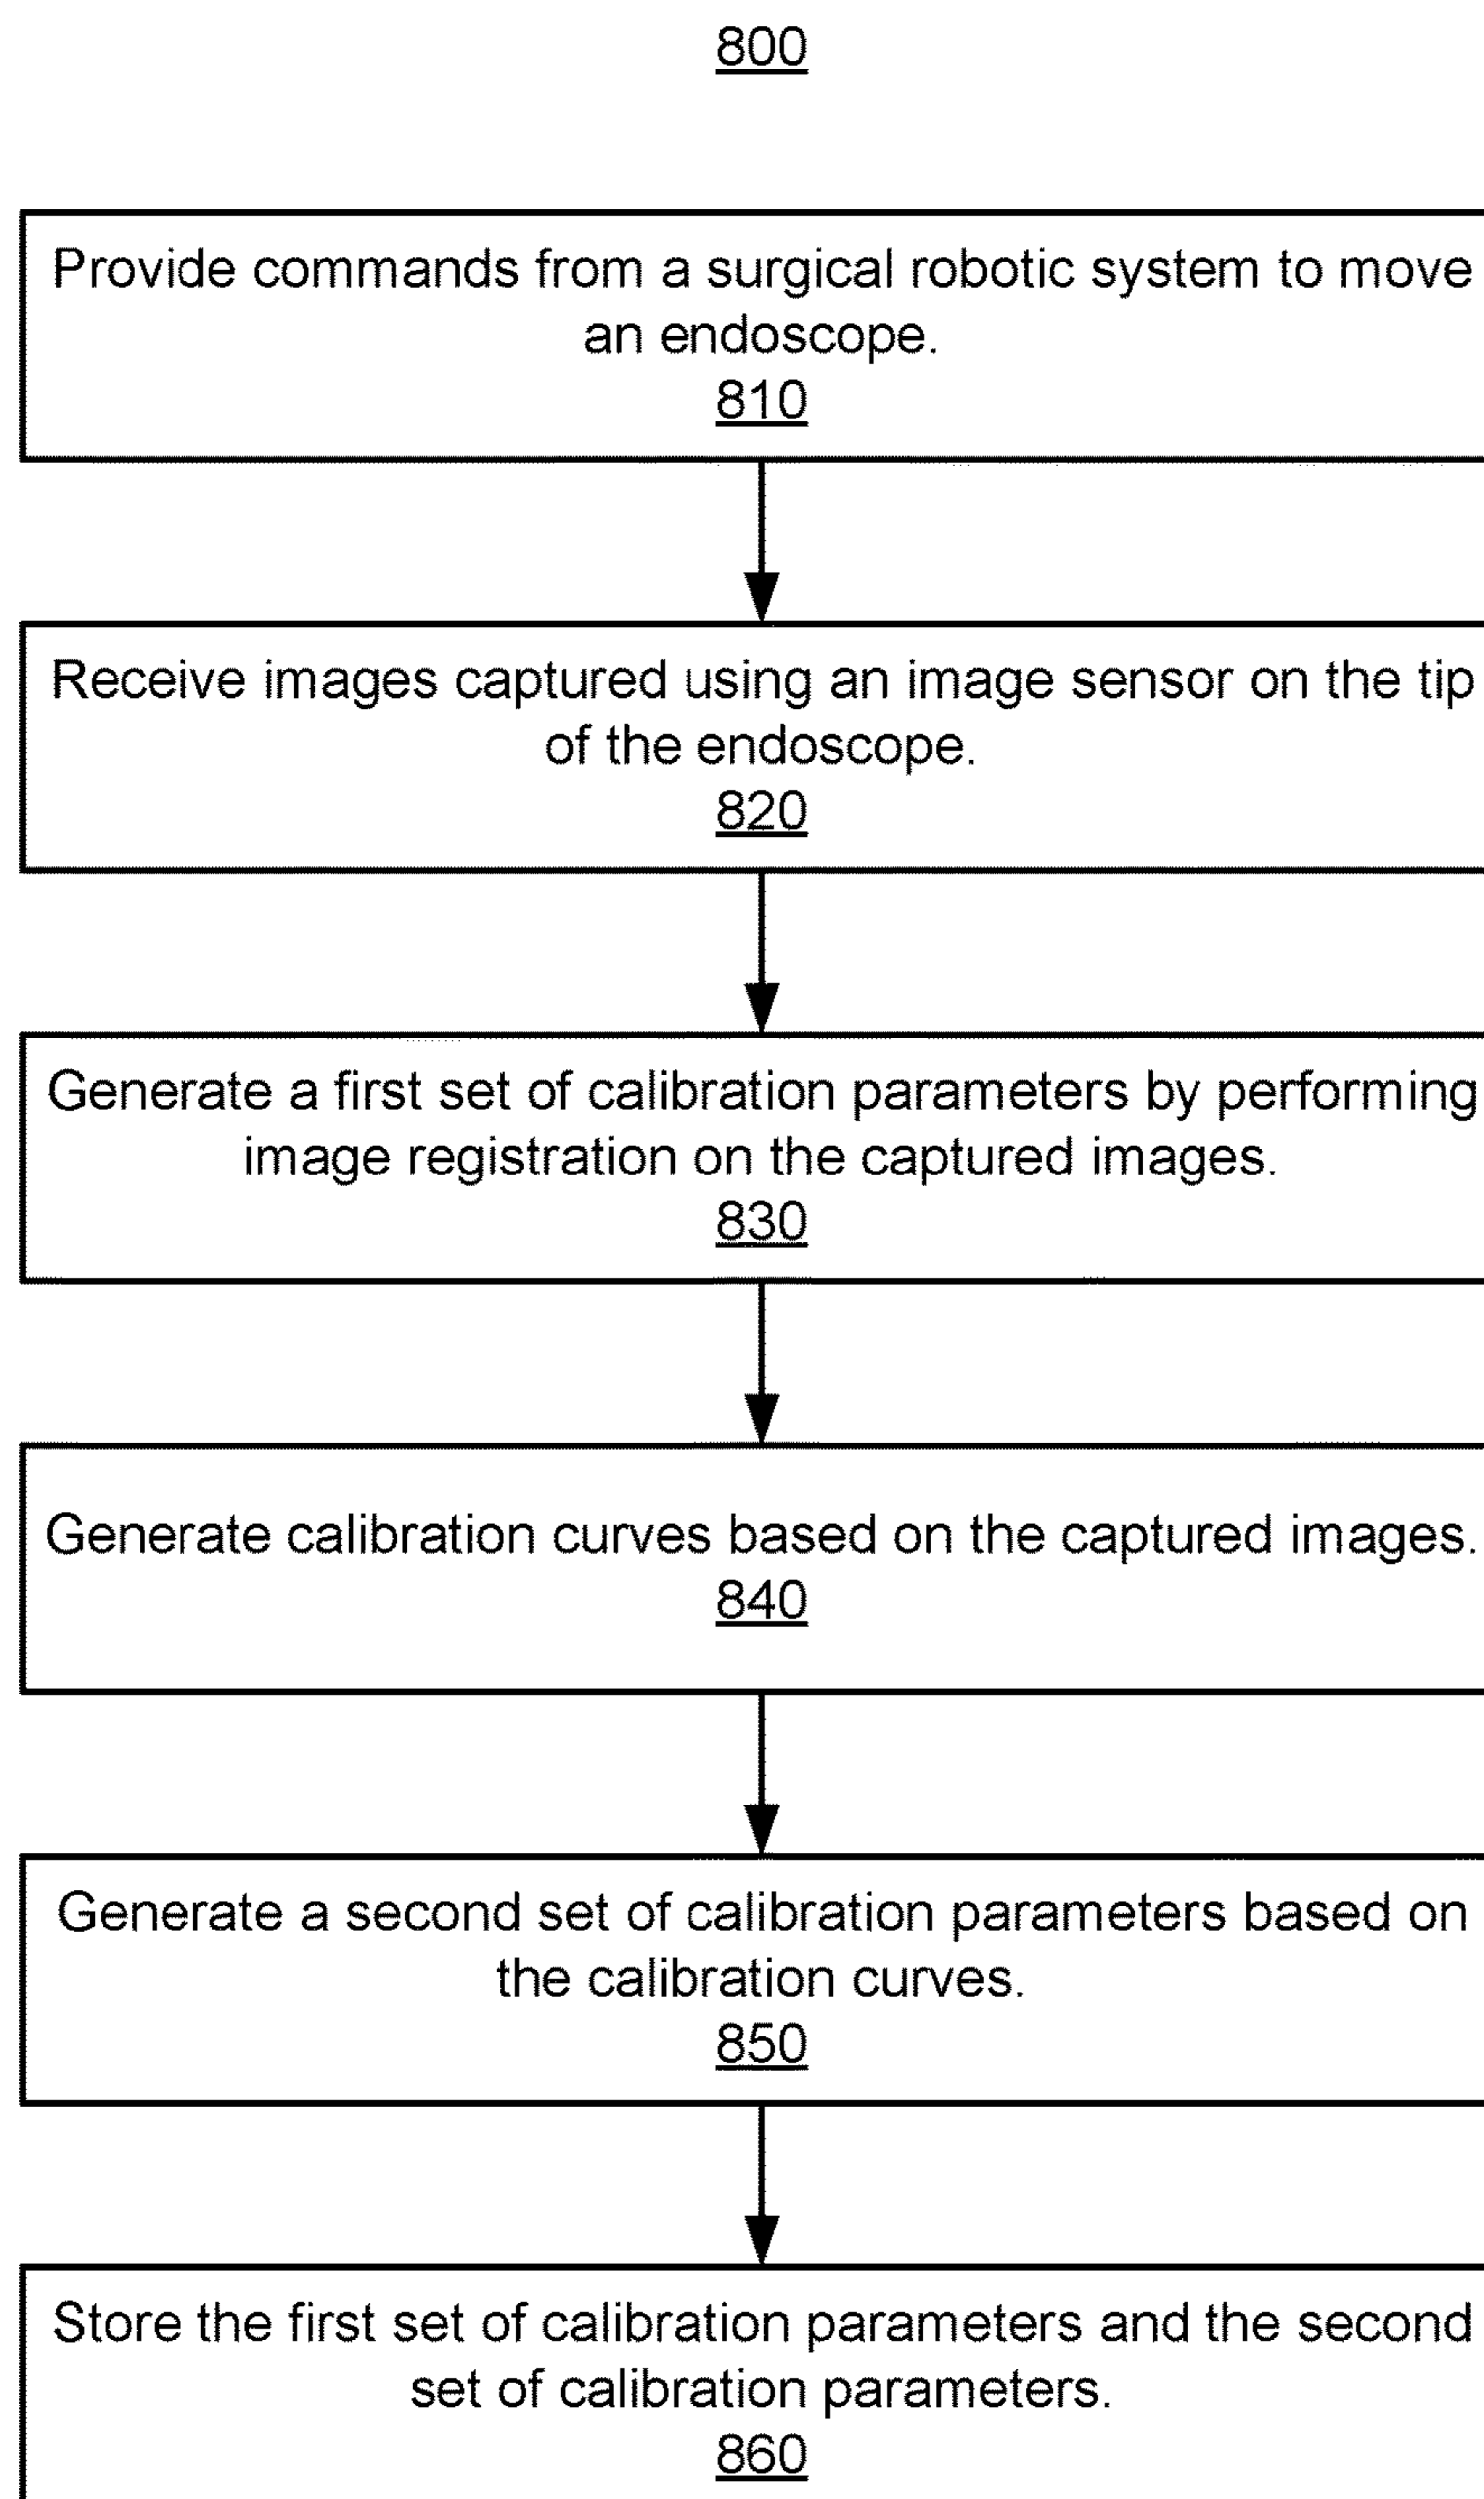 800
Provide commands from a surgical robotic system to move
an endoscope.
810
Receive images captured using an image sensor on the tip
of the endoscope.
820
Generate a first set of calibration parameters by performing
image registration on the captured images.
830
Generate calibration curves based on the captured images.
840
Generate a second set of calibration parameters based on
the calibration curves.
850
Store the first set of calibration parameters and the second
set of calibration parameters.
860